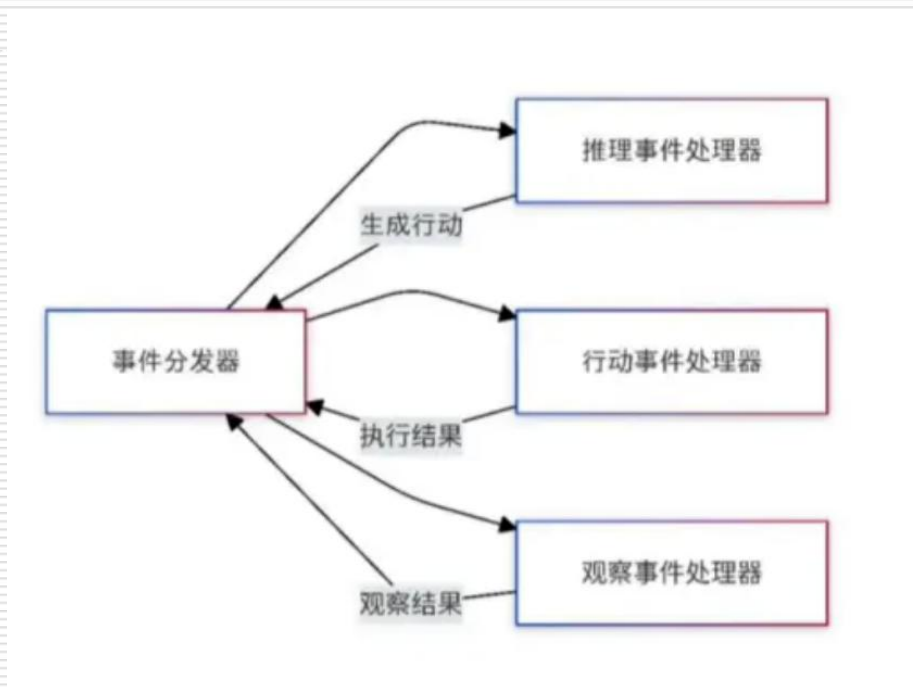 推理事件处理器
生成行动
事件分发器
行动事件处理器
执行结果
观察事件处理器
观察结果